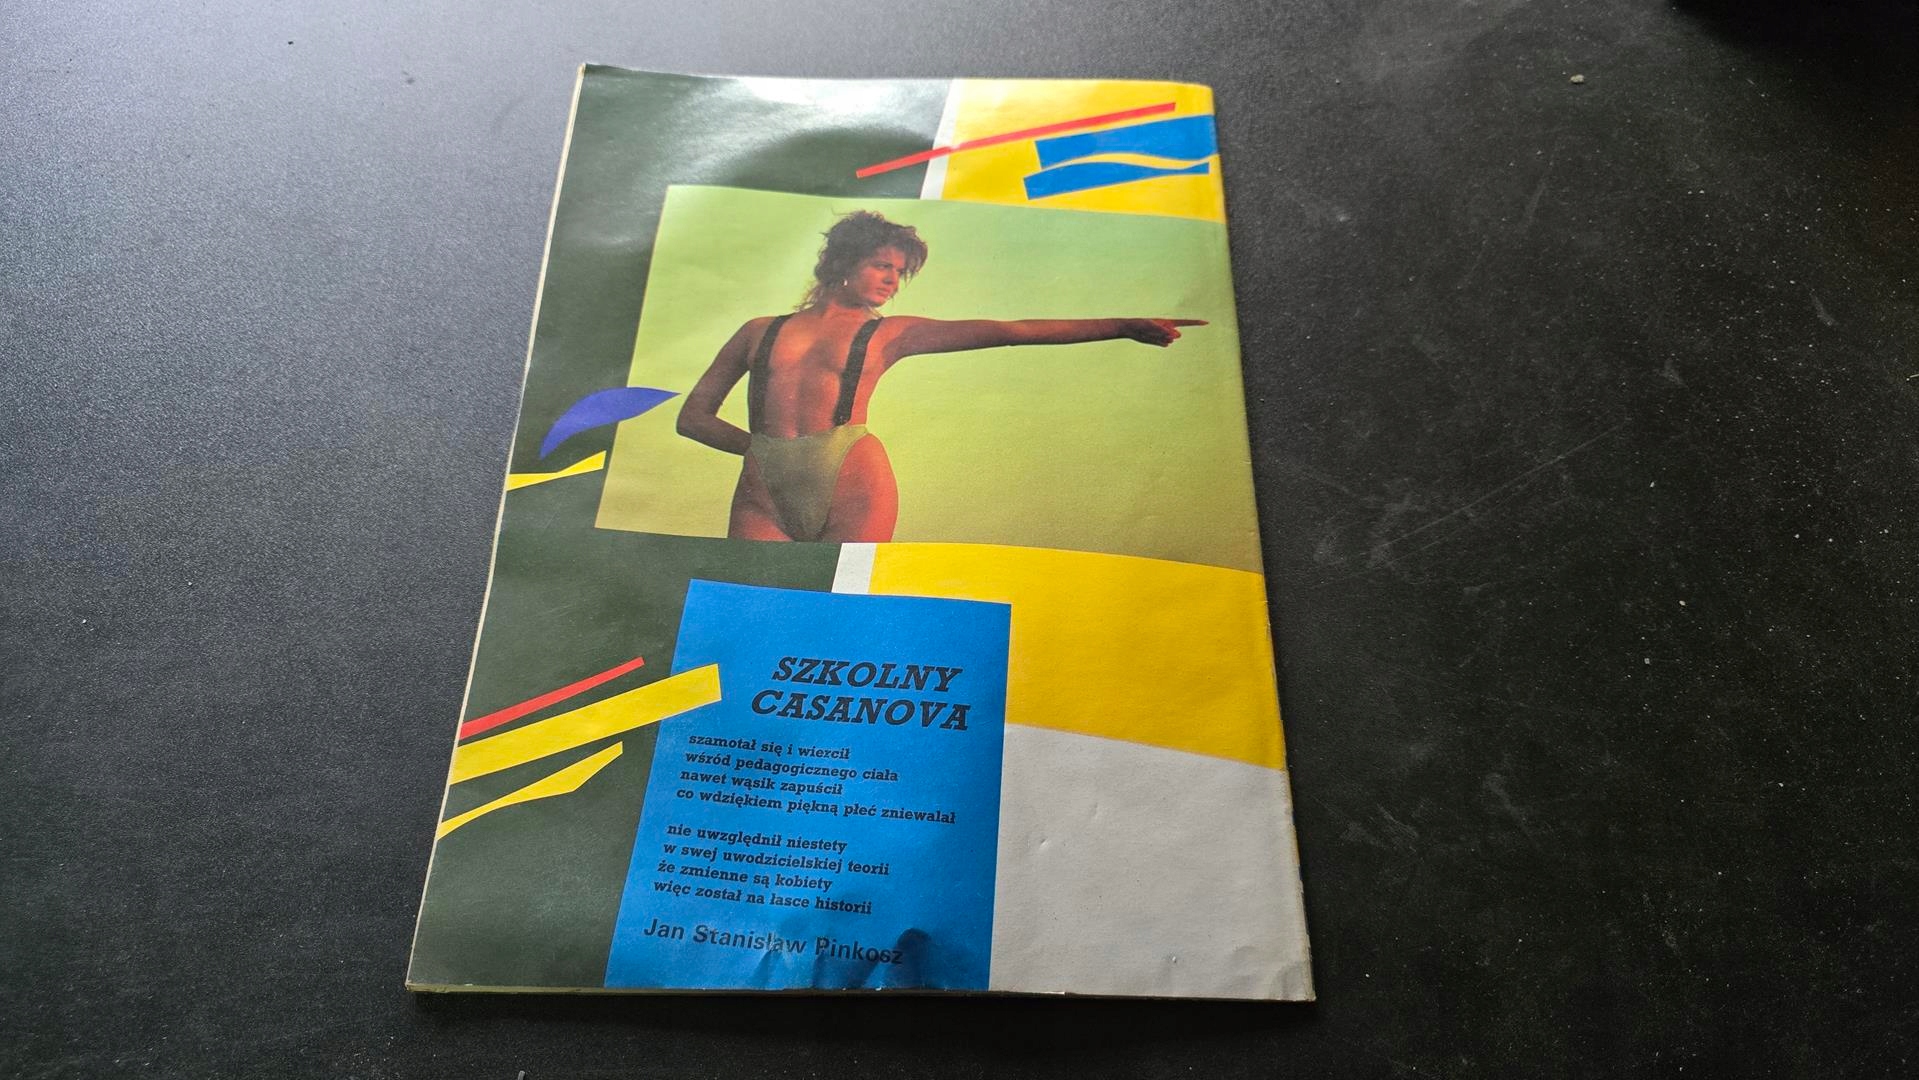 SZKOLNY
CASANOVA
szamotał się i wiercił
wśród pedagogicznego ciała
nawet wąsik zapuścił
co wdziękiem piękną płeć zniewalał
nie uwzględnił niestety
w swej uwodzicielskiej teorii
że zmienne są kobiety
więc został na łasce historii
Jan Stanisław Pinkosz